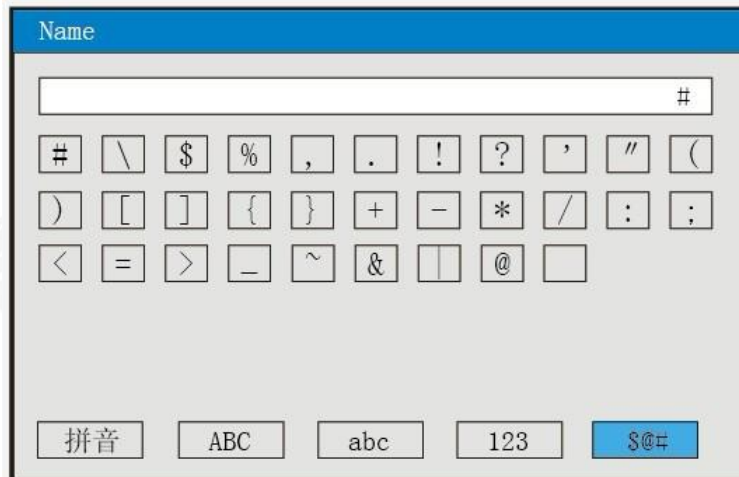 Name
#
# \ $ % , . ! ? ' " (
) [ ] { } + − * / : ;
< = > _ ~ & | @
拼音 ABC abc 123 $@#